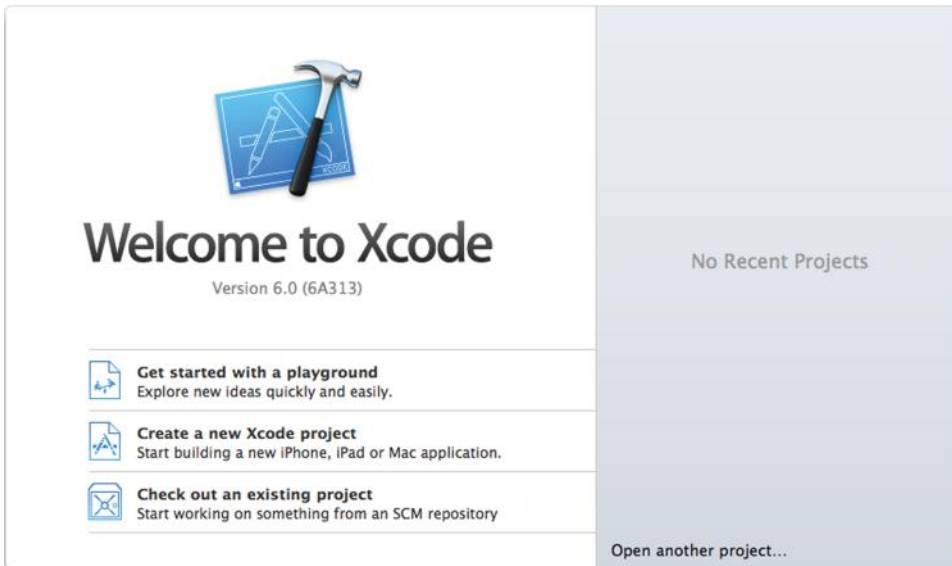 XCODE
Welcome to Xcode
Version 6.0 (6A313)
Get started with a playground
Explore new ideas quickly and easily.
Create a new Xcode project
Start building a new iPhone, iPad or Mac application.
Check out an existing project
Start working on something from an SCM repository
No Recent Projects
Open another project...